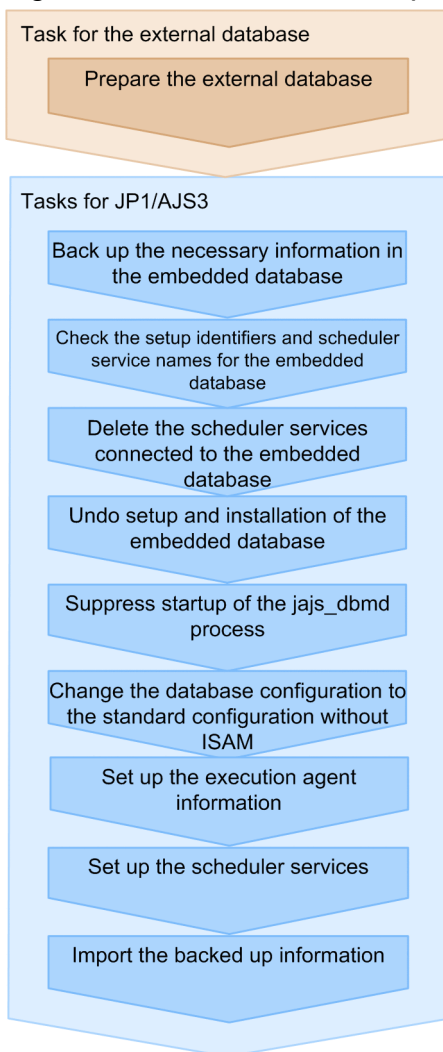 Task for the external database
Prepare the external database
Tasks for JP1/AJS3
Back up the necessary information in
the embedded database
Check the setup identifiers and scheduler
service names for the embedded
database
Delete the scheduler services
connected to the embedded
database
Undo setup and installation of the
embedded database
Suppress startup of the jajs_dbmd
process
Change the database configuration to
the standard configuration without
ISAM
Set up the execution agent
information
Set up the scheduler services
Import the backed up information